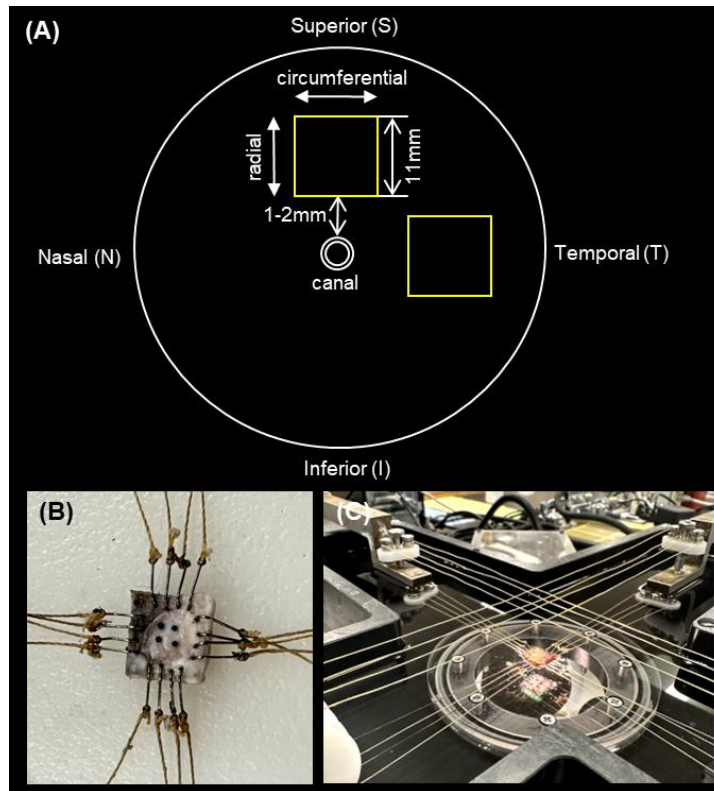 (A)
Superior (S)
circumferential
radial
11mm
1-2mm
Nasal (N)
Temporal (T)
canal
Inferior (I)
(B)
(C)